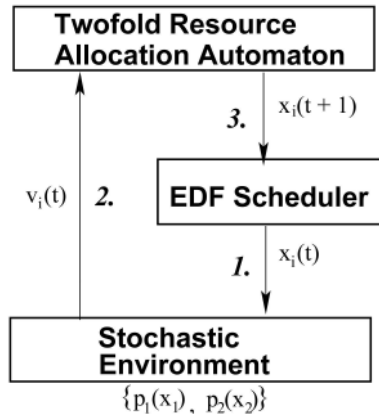 Twofold Resource
Allocation Automaton
3.
x_i(t + 1)
v_i(t)
2.
EDF Scheduler
1.
x_i(t)
Stochastic
Environment
{p_1(x_1) , p_2(x_2)}